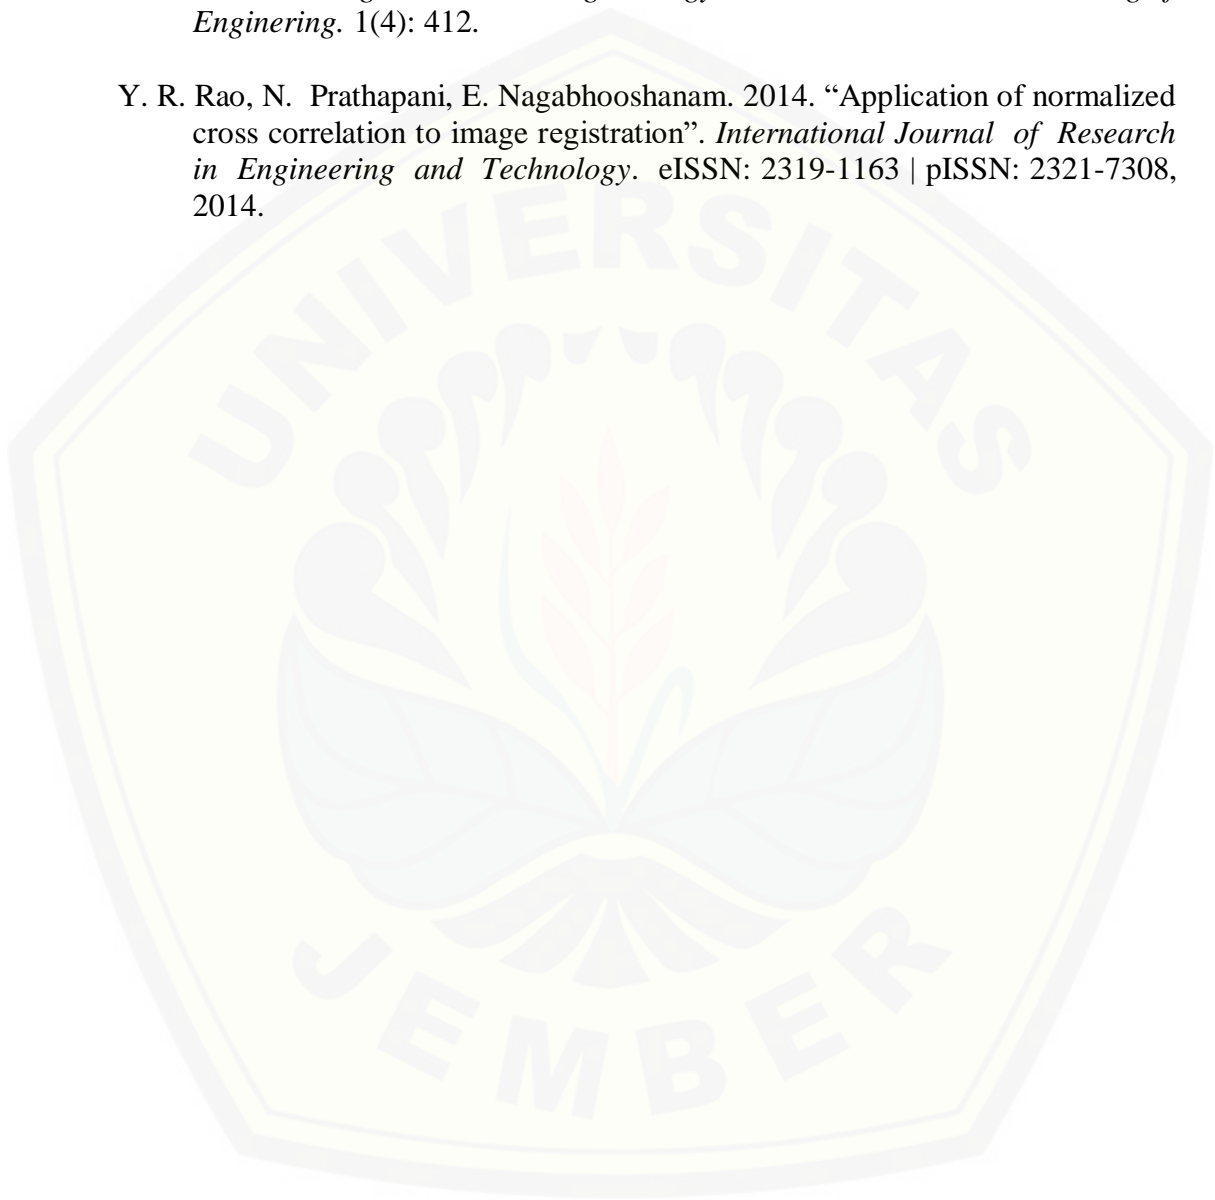 Enginering. 1(4): 412.
Y. R. Rao, N. Prathapani, E. Nagabhooshanam. 2014. “Application of normalized
cross correlation to image registration”. International Journal of Research
in Engineering and Technology. eISSN: 2319-1163 | pISSN: 2321-7308,
2014.
UNIVERSITAS
JEMBER